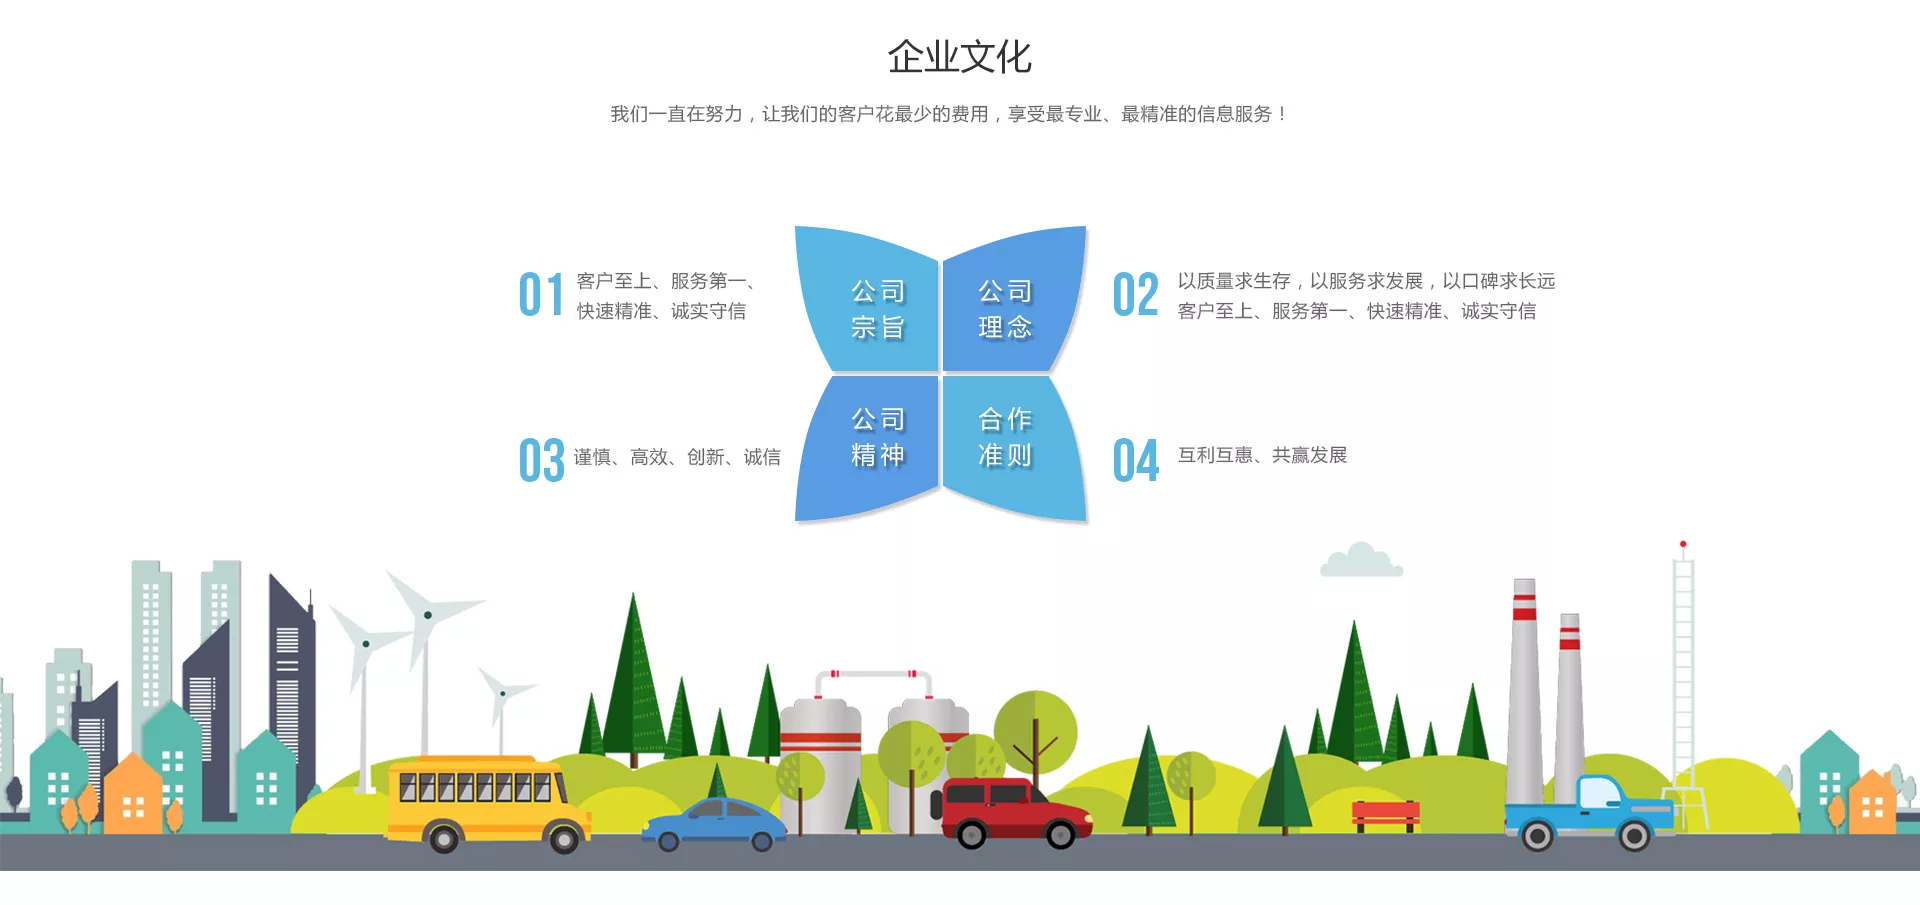 企业文化
我们一直在努力，让我们的客户花最少的费用，享受最专业、最精准的信息服务！
01
客户至上、服务第一、
快速精准、诚实守信
公司
宗旨
公司
理念
02
以质量求生存，以服务求发展，以口碑求长远
客户至上、服务第一、快速精准、诚实守信
03
谨慎、高效、创新、诚信
公司
精神
合作
准则
04
互利互惠、共赢发展